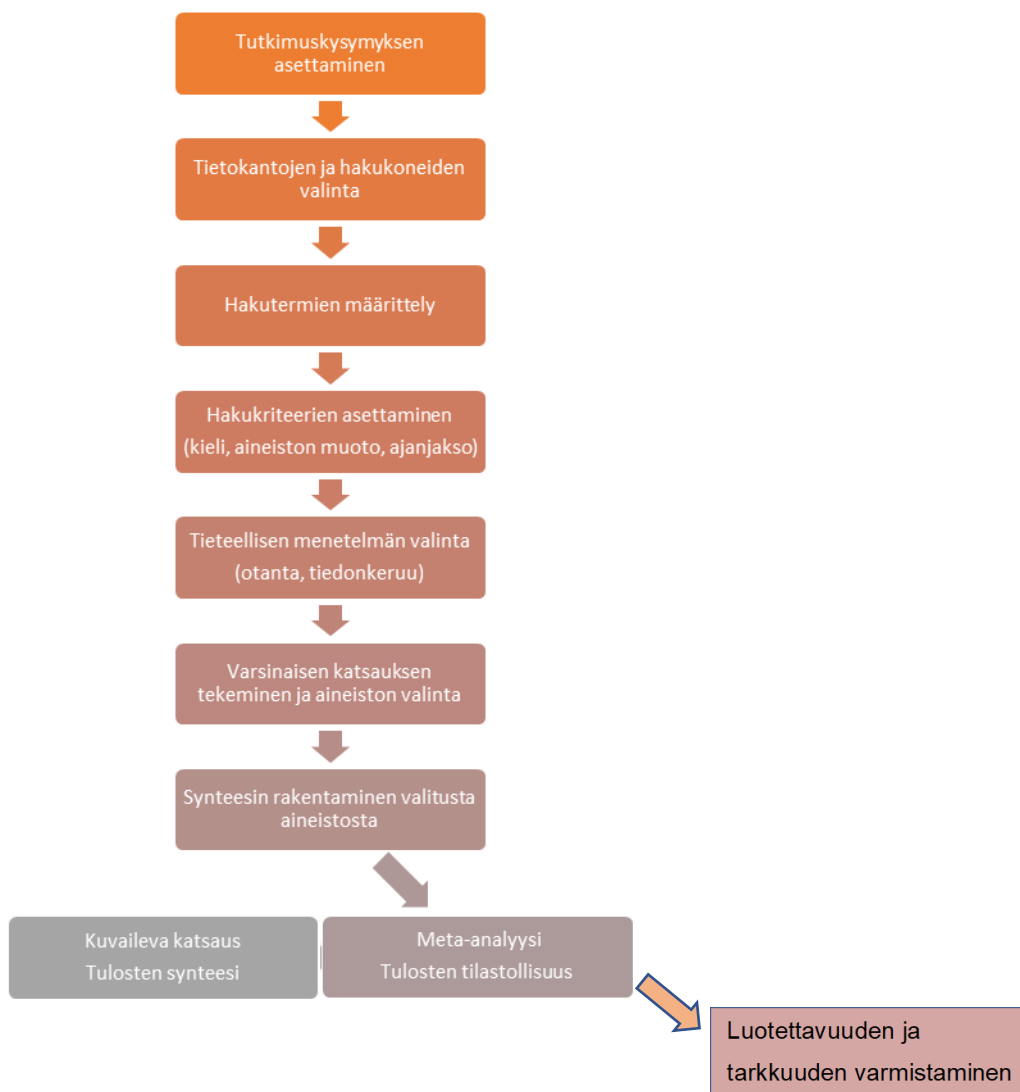 Tutkimuskysymyksen
asettaminen
Tietokantojen ja hakukoneiden
valinta
Hakutermien määrittely
Hakukriteerien asettaminen
(kieli, aineiston muoto, ajanjakso)
Tieteellisen menetelmän valinta
(otanta, tiedonkeruu)
Varsinaisen katsauksen
tekeminen ja aineiston valinta
Synteesin rakentaminen valitusta
aineistosta
Kuvaileva katsaus
Tulosten synteesi
Meta-analyysi
Tulosten tilastollisuus
Luotettavuuden ja
tarkkuuden varmistaminen